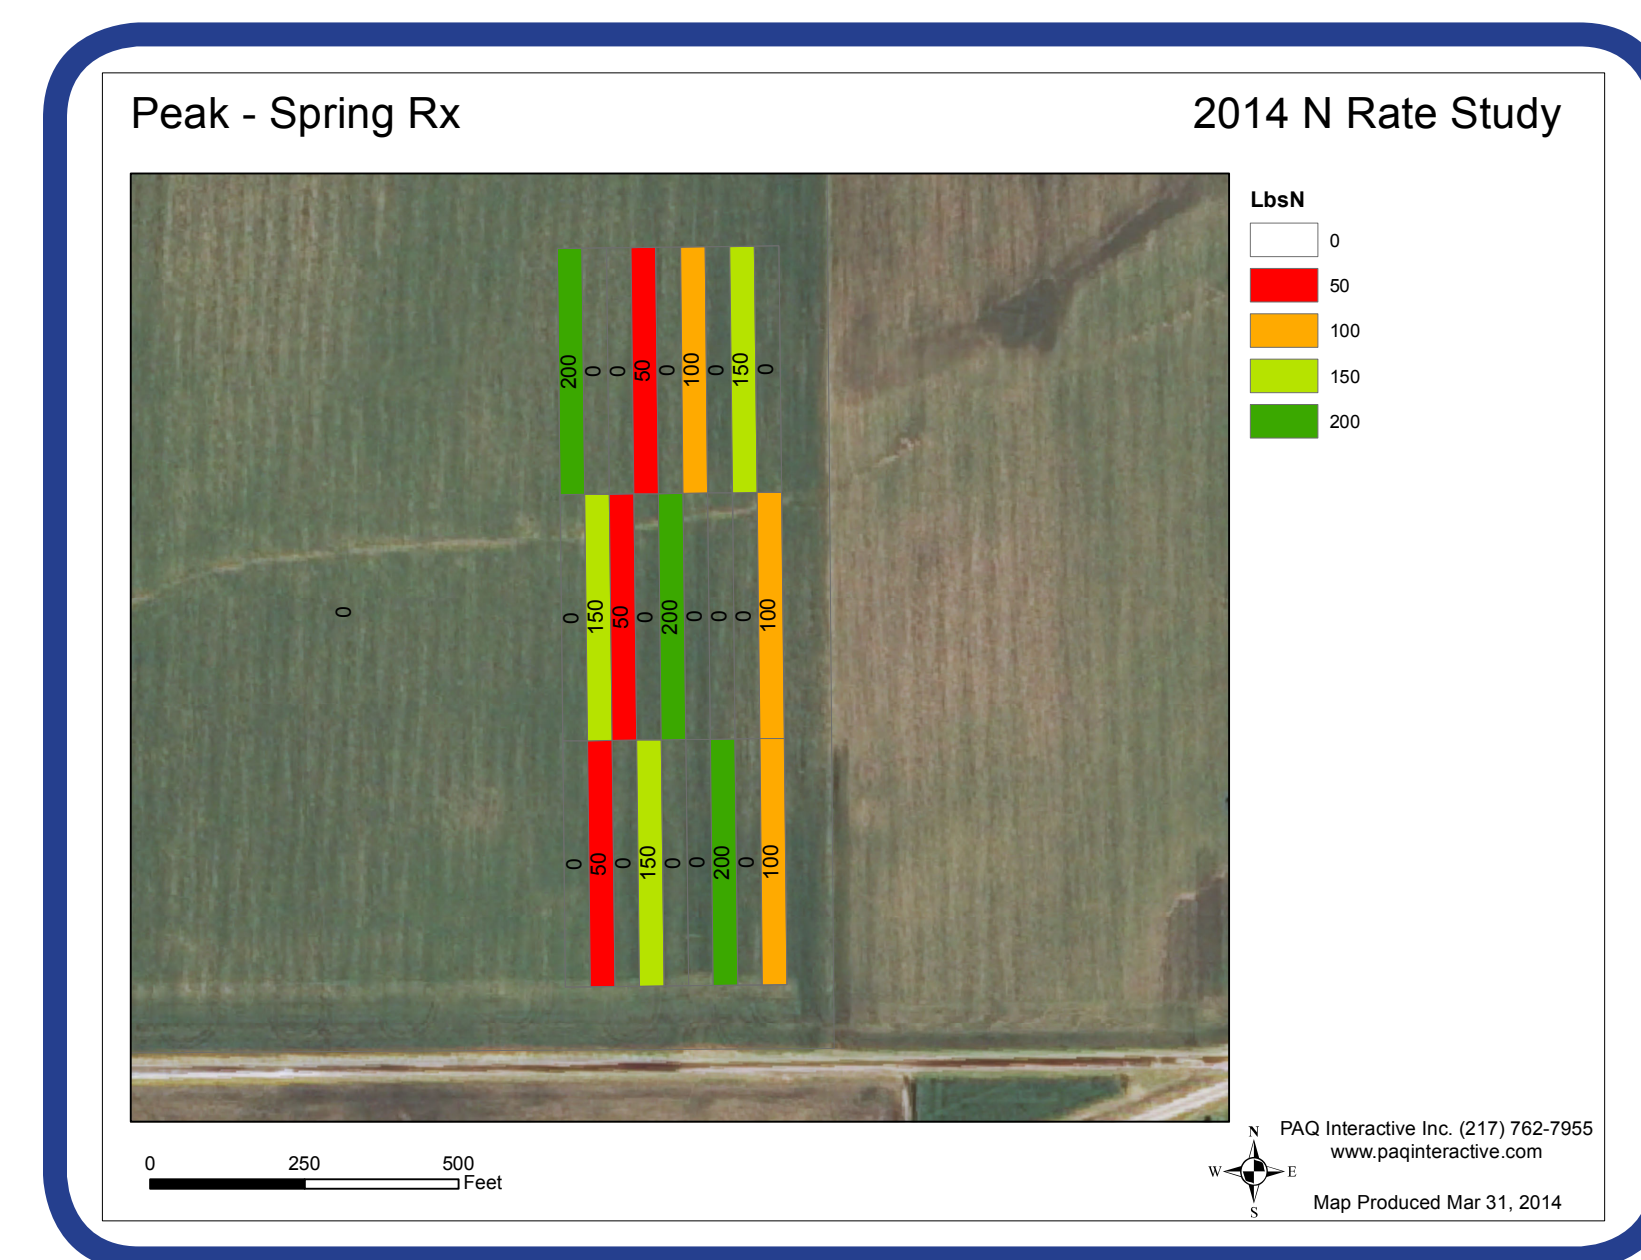 Peak - Spring Rx
2014 N Rate Study
LbsN
0
50
100
150
200
200 0 0 50 0 100 0 150 0
0 150 50 0 200 0 0 0 100
0
0 50 0 150 0 0 200 0 100
0 250 500
Feet
N
W E
S
PAQ Interactive Inc. (217) 762-7955
www.paqinteractive.com
Map Produced Mar 31, 2014